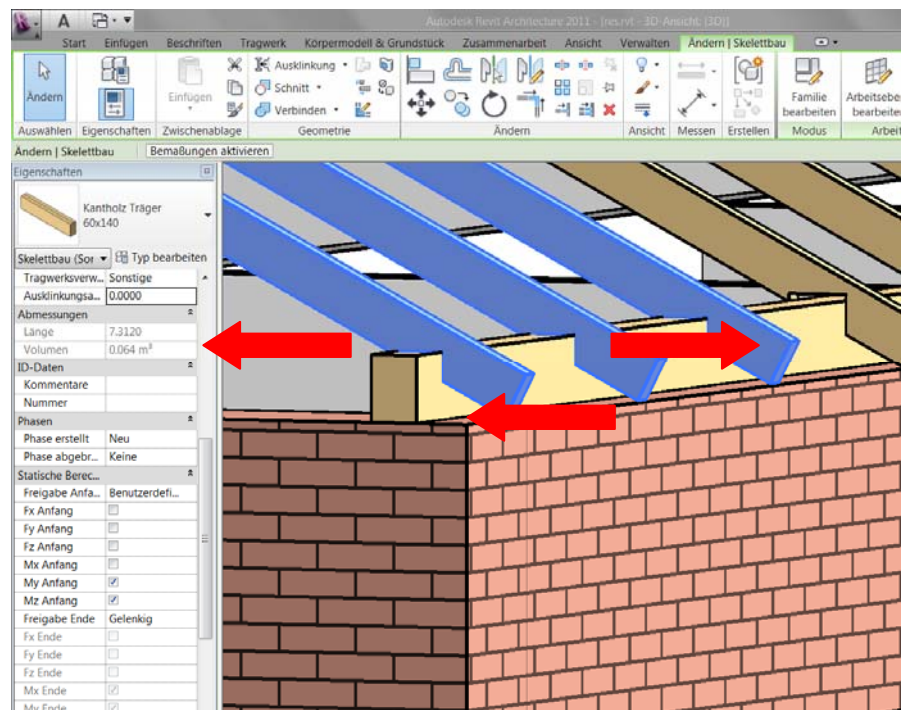 Autodesk Revit Architecture 2011 - [res.rvt - 3D-Ansicht: {3D}]
Start Einfügen Beschriften Tragwerk Körpermodell & Grundstück Zusammenarbeit Ansicht Verwalten Ändern | Skelettbau
Ausklinkung
Schnitt
Verbinden
Ändern
Einfügen
Familie bearbeiten
Arbeitsebe
bearbeite
Auswählen Eigenschaften Zwischenablage Geometrie Ändern Ansicht Messen Erstellen Modus Arbeit
Ändern | Skelettbau Bemaßungen aktivieren
Eigenschaften
Kantholz Träger
60x140
Skelettbau (Sor Typ bearbeiten
Tragwerksverw... Sonstige
Ausklinkungsa... 0.0000
Abmessungen
Länge 7.3120
Volumen 0.064 m³
ID-Daten
Kommentare
Nummer
Phasen
Phase erstellt Neu
Phase abgebr... Keine
Statische Berec...
Freigabe Anfa... Benutzerdefi...
Fx Anfang
Fy Anfang
Fz Anfang
Mx Anfang
My Anfang
Mz Anfang
Freigabe Ende Gelenkig
Fx Ende
Fy Ende
Fz Ende
Mx Ende
My Ende